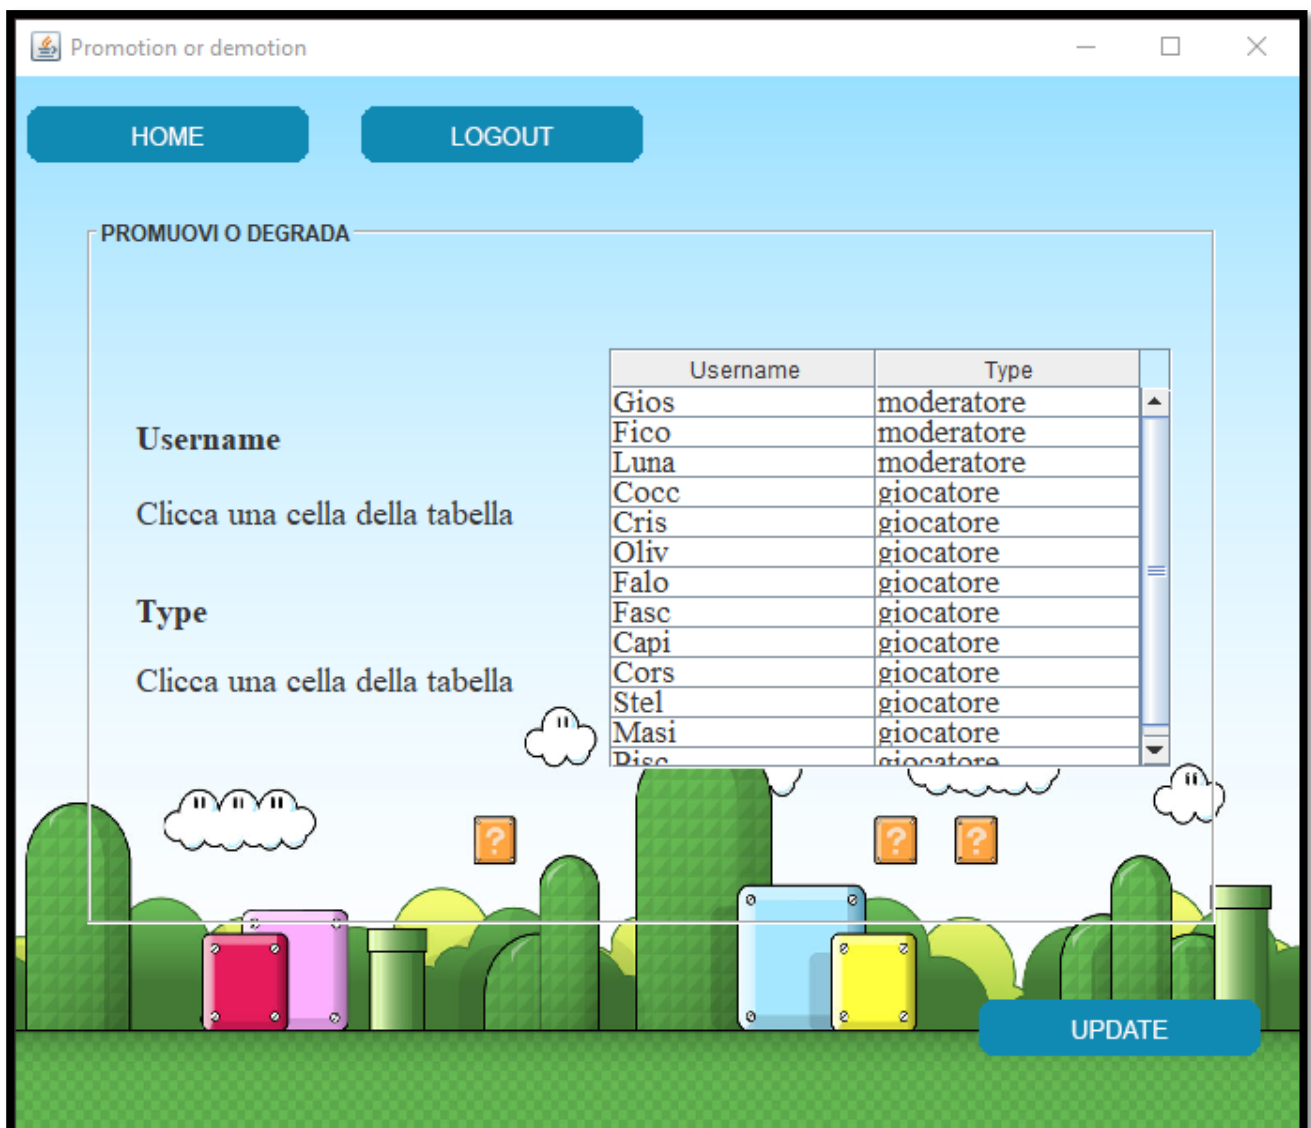 Promotion or demotion
HOME LOGOUT
PROMUOVI O DEGRADA
Username Type
Gios moderatore
Fico moderatore
Luna moderatore
Cocc giocatore
Cris giocatore
Oliv giocatore
Falo giocatore
Fasc giocatore
Capi giocatore
Cors giocatore
Stel giocatore
Masi giocatore
Pisc giocatore
Username
Clicca una cella della tabella
Type
Clicca una cella della tabella
? ? ?
UPDATE